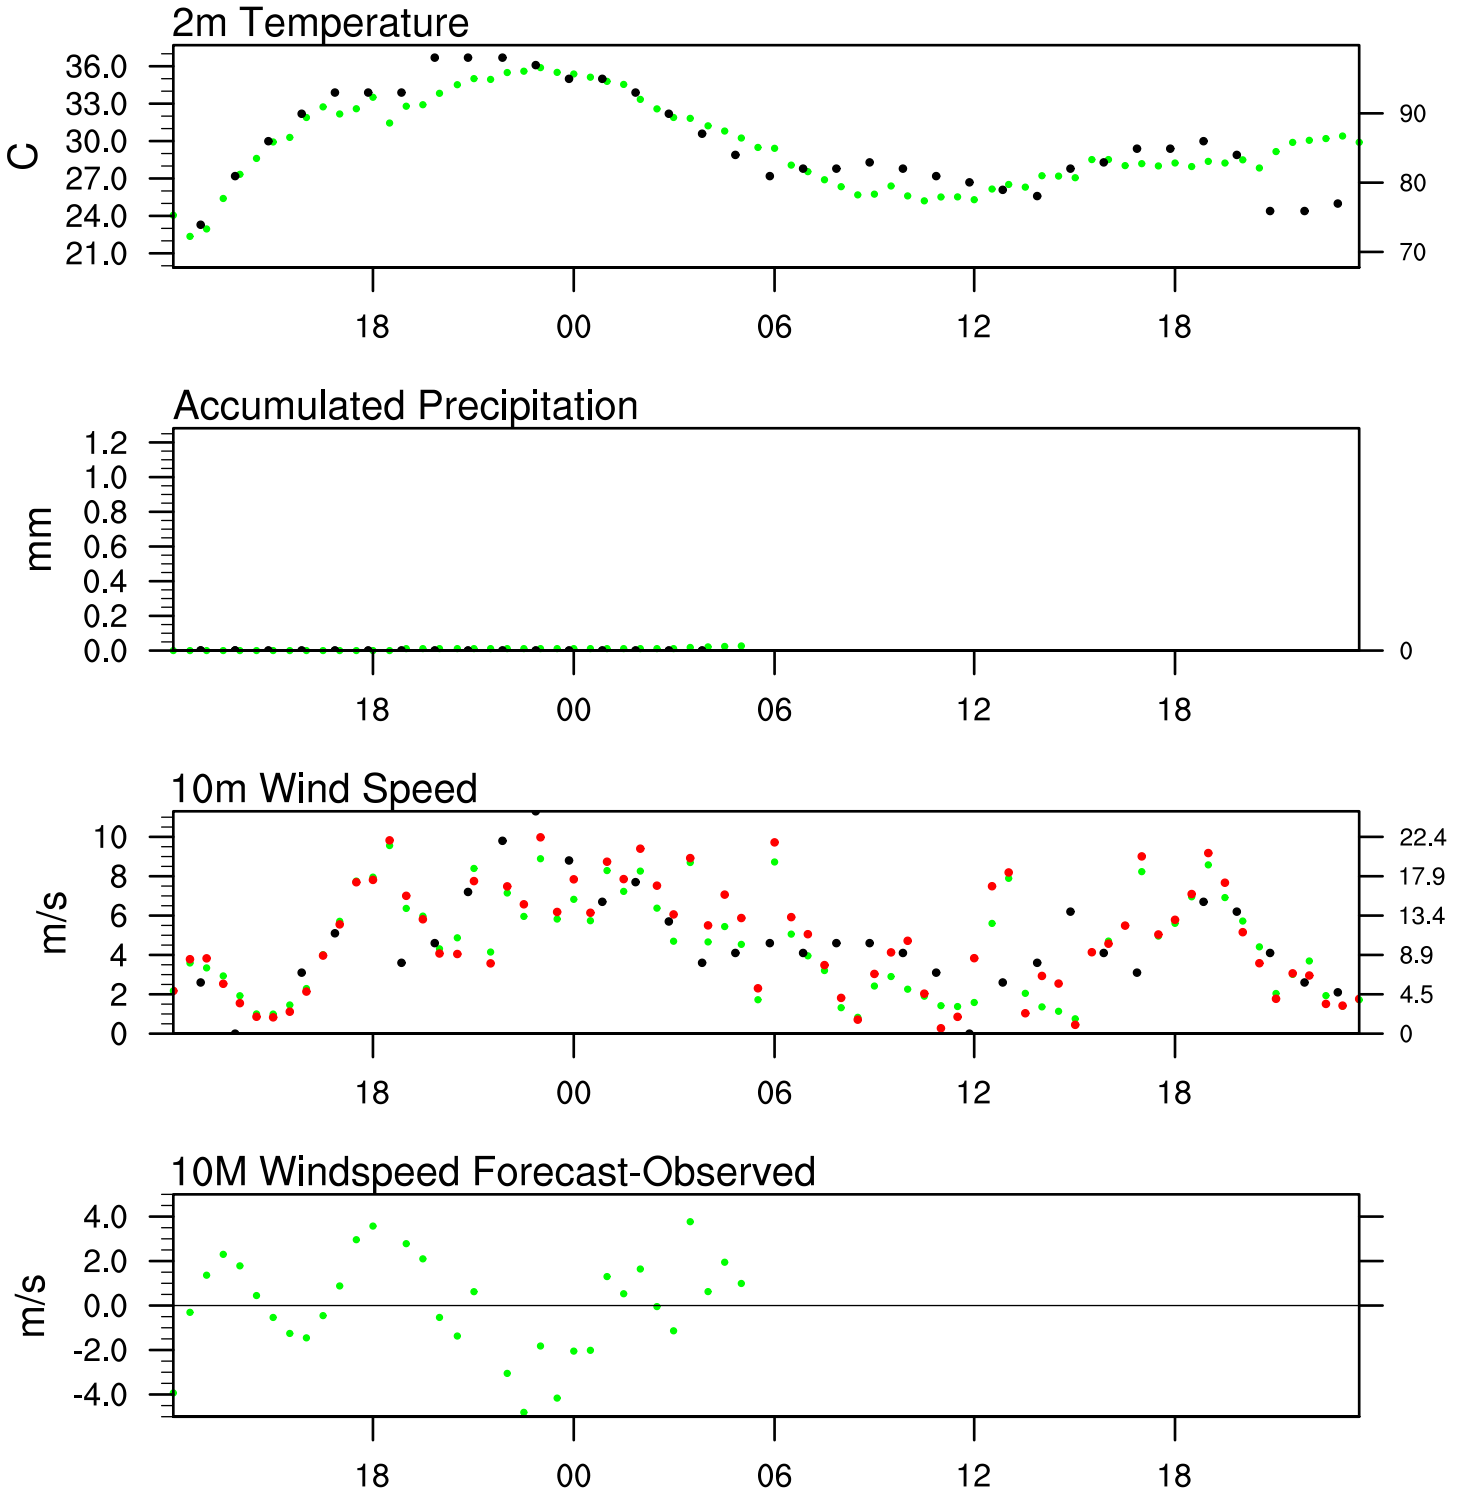 2m Temperature
36.0
33.0
30.0
27.0
24.0
21.0
C
90
80
70
18 00 06 12 18
Accumulated Precipitation
1.2
1.0
0.8
0.6
0.4
0.2
0.0
mm
0
18 00 06 12 18
10m Wind Speed
10
8
6
4
2
0
m/s
22.4
17.9
13.4
8.9
4.5
0
18 00 06 12 18
10M Windspeed Forecast-Observed
4.0
2.0
0.0
-2.0
-4.0
m/s
18 00 06 12 18